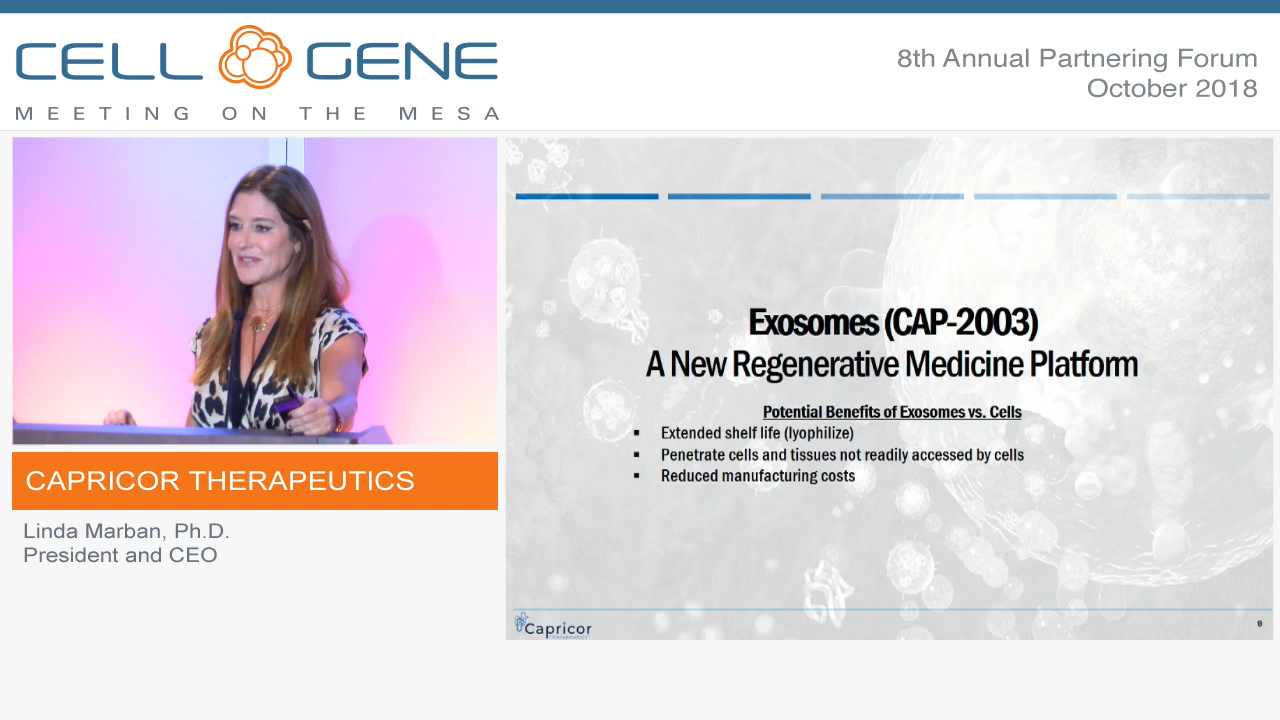 CELL GENE
MEETING ON THE MESA
8th Annual Partnering Forum
October 2018
Exosomes (CAP-2003)
A New Regenerative Medicine Platform
Potential Benefits of Exosomes vs. Cells
▪ Extended shelf life (lyophilize)
▪ Penetrate cells and tissues not readily accessed by cells
▪ Reduced manufacturing costs
Capricor
9
CAPRICOR THERAPEUTICS
Linda Marban, Ph.D.
President and CEO